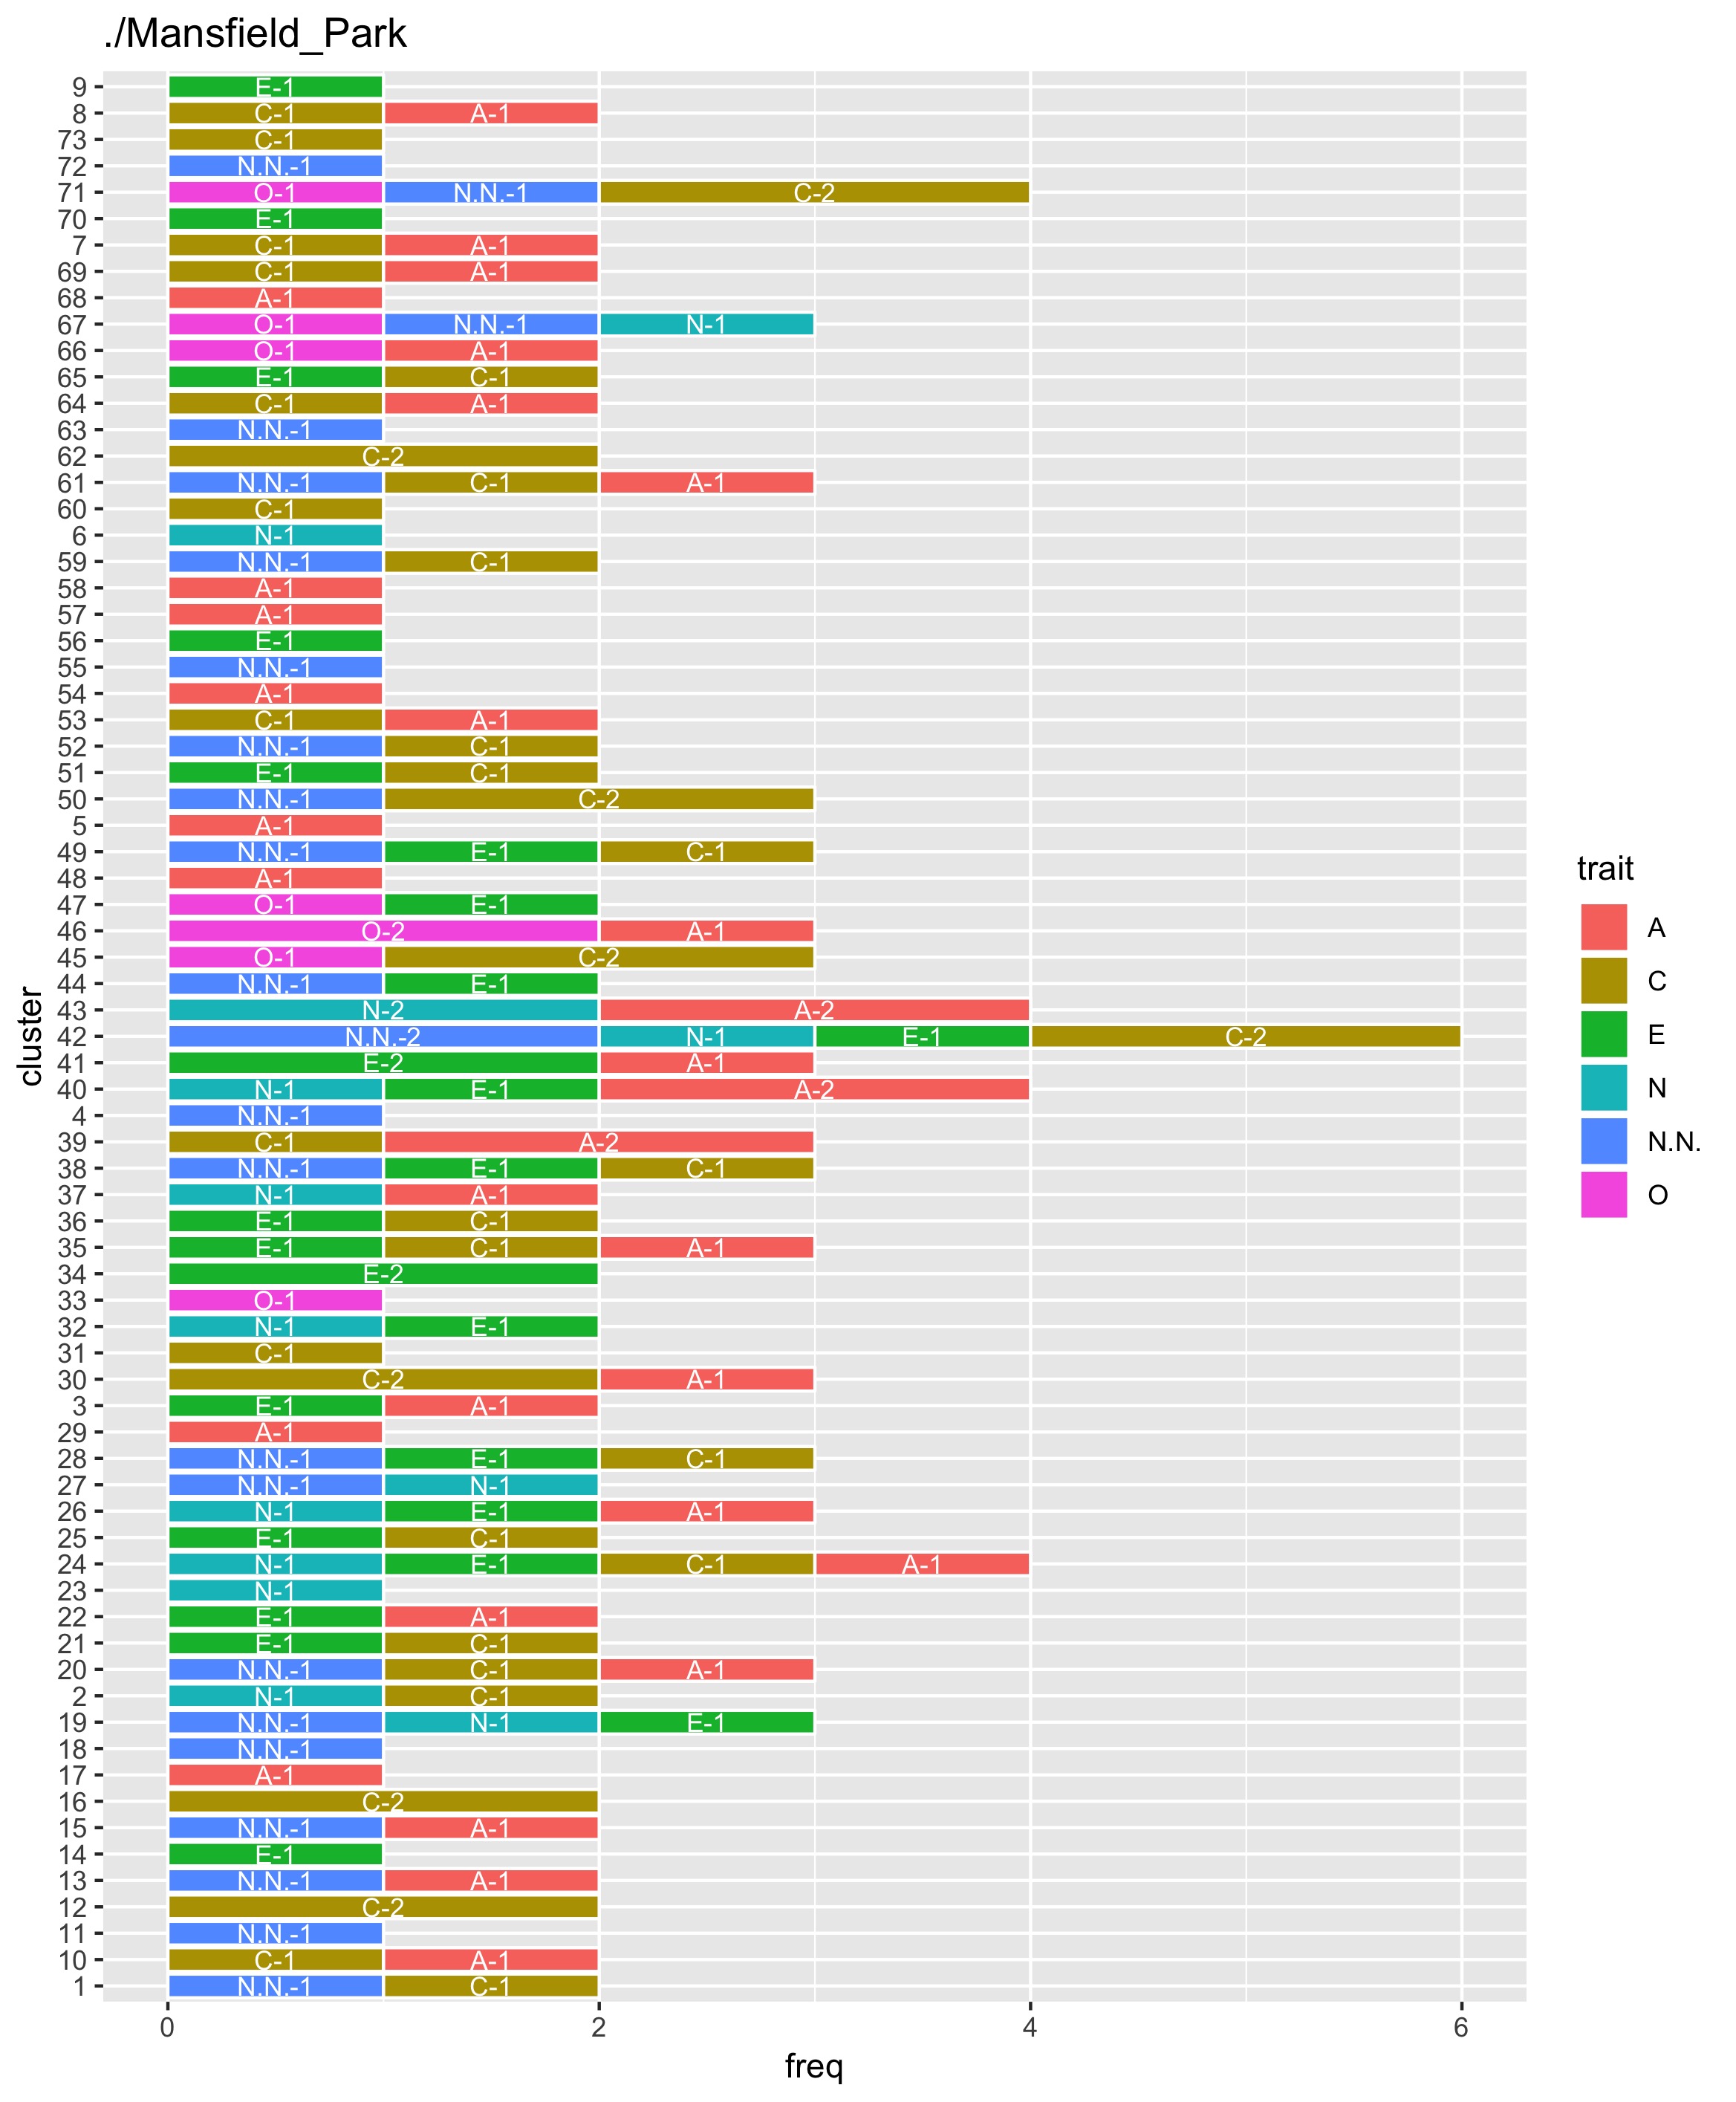 ./Mansfield_Park
9 E-1
8 C-1 A-1
73 C-1
72 N.N.-1
71 O-1 N.N.-1 C-2
70 E-1
7 C-1 A-1
69 C-1 A-1
68 A-1
67 O-1 N.N.-1 N-1
66 O-1 A-1
65 E-1 C-1
64 C-1 A-1
63 N.N.-1
62 C-2
61 N.N.-1 C-1 A-1
60 C-1
6 N-1
59 N.N.-1 C-1
58 A-1
57 A-1
56 E-1
55 N.N.-1
54 A-1
53 C-1 A-1
52 N.N.-1 C-1
51 E-1 C-1
50 N.N.-1 C-2
5 A-1
49 N.N.-1 E-1 C-1
48 A-1
47 O-1 E-1
46 O-2 A-1
45 O-1 C-2
44 N.N.-1 E-1
43 N-2 A-2
42 N.N.-2 N-1 E-1 C-2
41 E-2 A-1
40 N-1 E-1 A-2
4 N.N.-1
39 C-1 A-2
38 N.N.-1 E-1 C-1
37 N-1 A-1
36 E-1 C-1
35 E-1 C-1 A-1
34 E-2
33 O-1
32 N-1 E-1
31 C-1
30 C-2 A-1
3 E-1 A-1
29 A-1
28 N.N.-1 E-1 C-1
27 N.N.-1 N-1
26 N-1 E-1 A-1
25 E-1 C-1
24 N-1 E-1 C-1 A-1
23 N-1
22 E-1 A-1
21 E-1 C-1
20 N.N.-1 C-1 A-1
2 N-1 C-1
19 N.N.-1 N-1 E-1
18 N.N.-1
17 A-1
16 C-2
15 N.N.-1 A-1
14 E-1
13 N.N.-1 A-1
12 C-2
11 N.N.-1
10 C-1 A-1
1 N.N.-1 C-1
0 2 4 6
freq
cluster
trait
A
C
E
N
N.N.
O